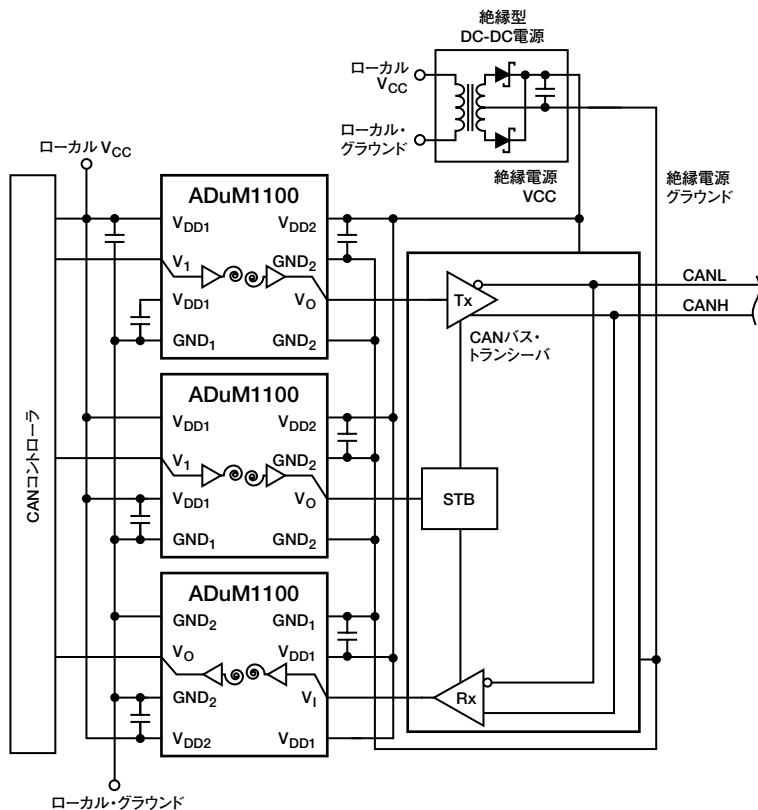 絶縁型
DC-DC電源
ローカル
VCC
ローカル・
グラウンド
絶縁電源
VCC
絶縁電源
グラウンド
ローカル VCC
CANコントローラ
ADuM1100
VDD1
VDD2
V1
GND2
VDD1
VO
GND1
GND2
Tx
CANL
CANH
CANバス・
トランシーバ
ADuM1100
VDD1
VDD2
V1
GND2
VDD1
VO
GND1
GND2
STB
ADuM1100
GND2
GND1
VO
VDD1
GND2
VI
VDD2
VDD1
Rx
ローカル・グラウンド